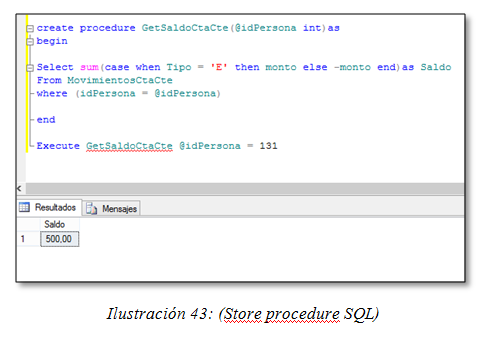 create procedure GetSaldoCtaCte(@idPersona int)as
begin
Select sum(case when Tipo = 'E' then monto else -monto end)as Saldo
From MovimientosCtaCte
where (idPersona = @idPersona)
end
Execute GetSaldoCtaCte @idPersona = 131
Resultados Mensajes
Saldo
1 500,00
Ilustración 43: (Store procedure SQL)